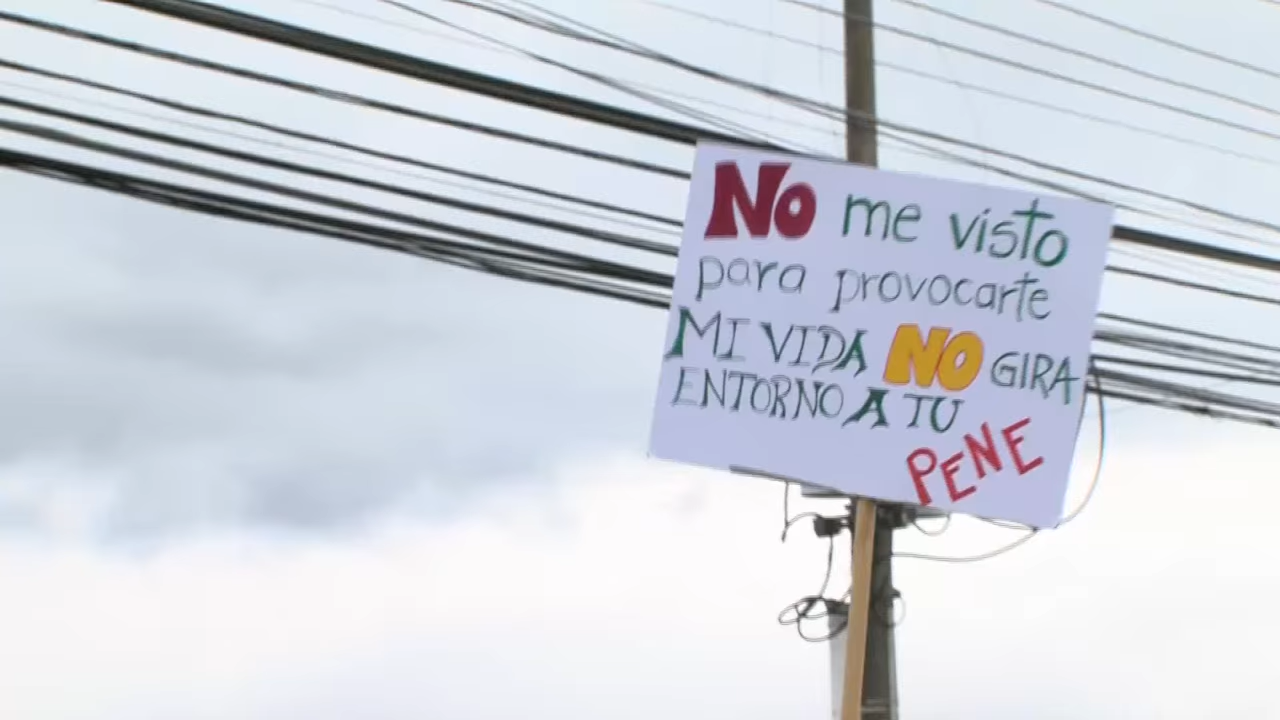 No me visto
para provocarte
MI VIDA NO GIRA
ENTORNO A TU
PENE